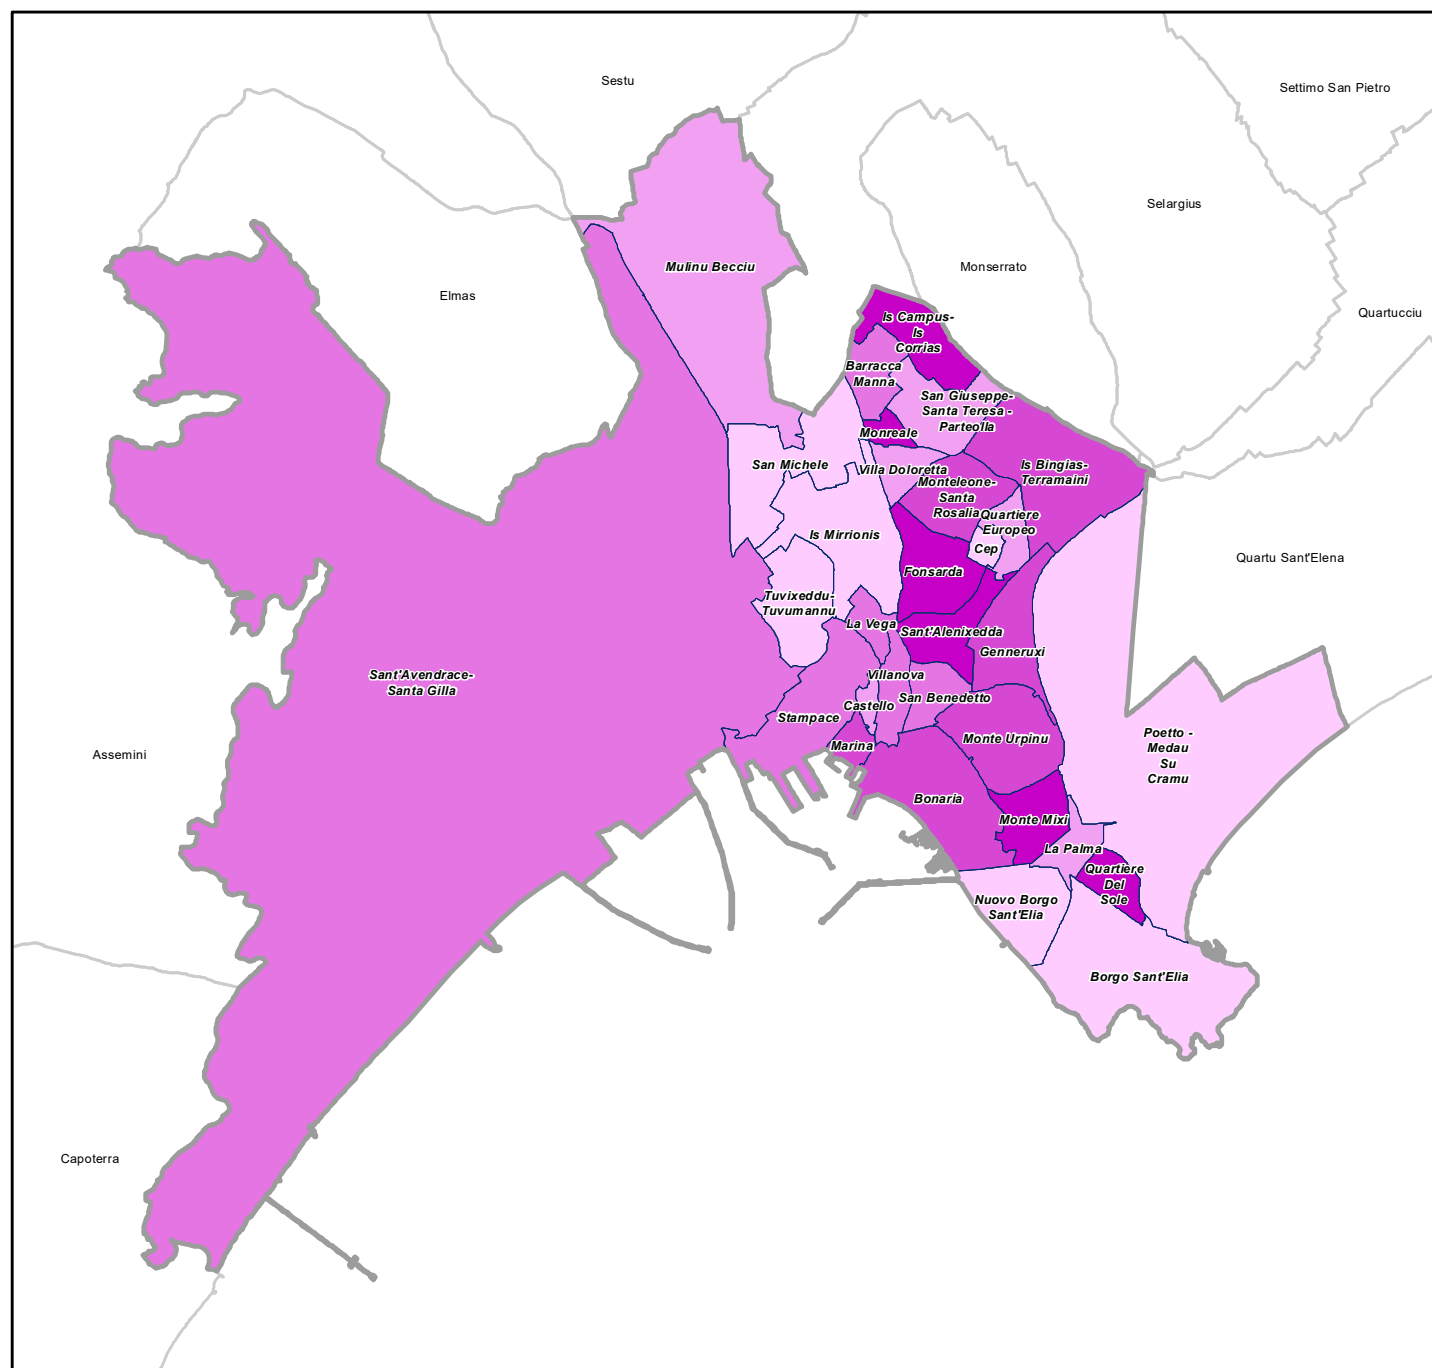 Sestu
Settimo San Pietro
Selargius
Monserrato
Mulinu Becciu
Elmas
Quartucciu
Is Campus-
Is
Corrias
Barracca
Manna
San Giuseppe-
Santa Teresa -
Parteolla
Monreale
San Michele
Villa Doloretta
Is Bingias-
Terramaini
Monteleone-
Santa
Rosalia
Quartiere
Europeo
Is Mirrionis
Cep
Quartu Sant'Elena
Fonsarda
Tuvixeddu-
Tuvumannu
La Vega
Sant'Alenixedda
Genneruxi
Sant'Avendrace-
Santa Gilla
Villanova
San Benedetto
Castello
Stampace
Marina
Monte Urpinu
Poetto -
Medau
Su
Cramu
Assemini
Bonaria
Monte Mixi
La Palma
Quartiere
Del
Sole
Nuovo Borgo
Sant'Elia
Borgo Sant'Elia
Capoterra